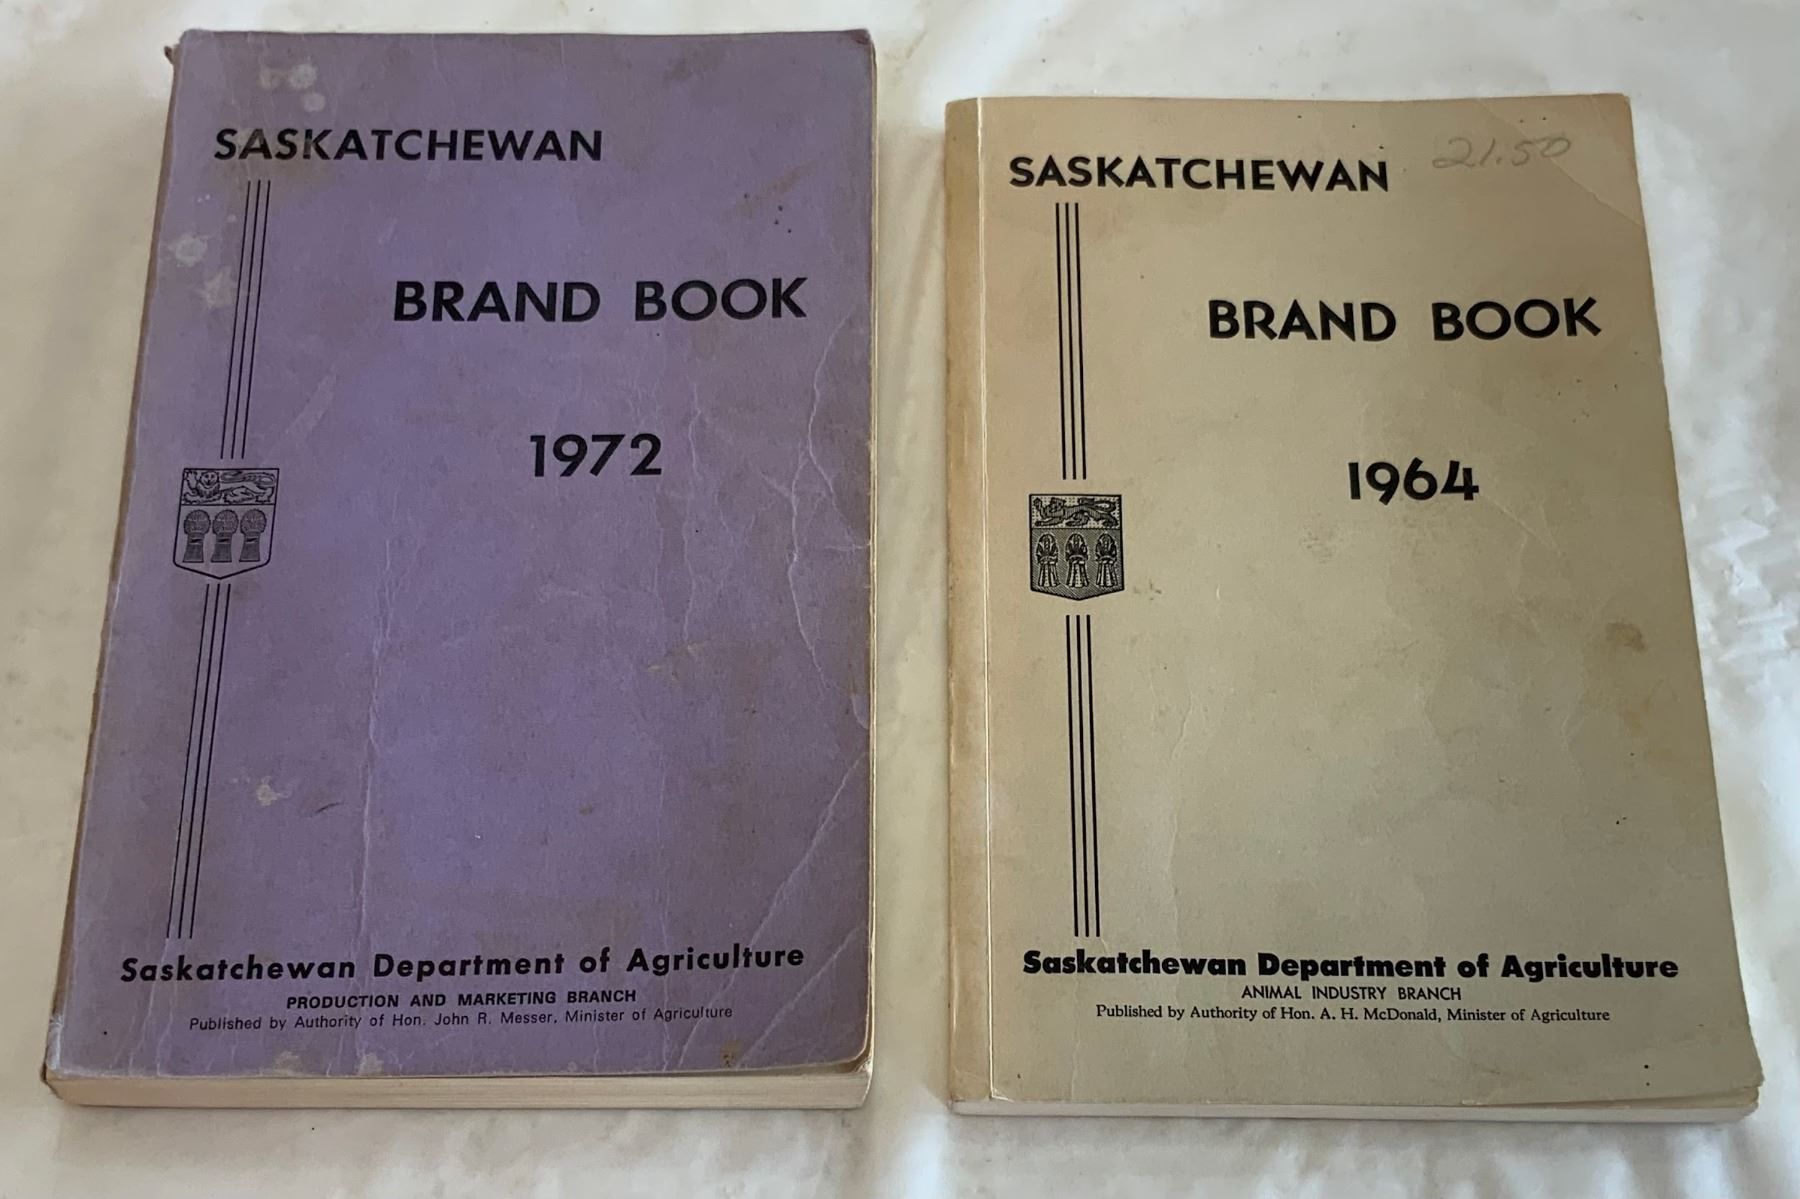 SASKATCHEWAN
BRAND BOOK
1972
Saskatchewan Department of Agriculture
PRODUCTION AND MARKETING BRANCH
Published by Authority of Hon. John R. Messer, Minister of Agriculture
SASKATCHEWAN
21.50
BRAND BOOK
1964
Saskatchewan Department of Agriculture
ANIMAL INDUSTRY BRANCH
Published by Authority of Hon. A. H. McDonald, Minister of Agriculture